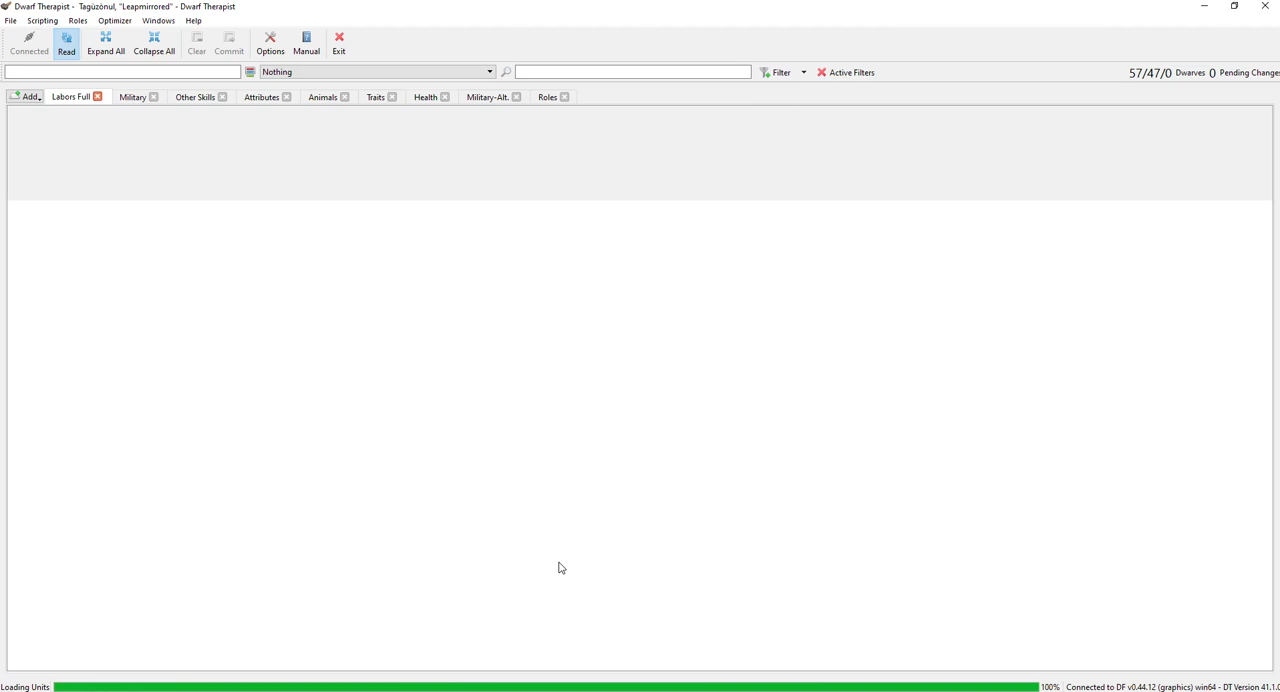 Dwarf Therapist - Tagùzònul, "Leapmirrored" - Dwarf Therapist
File Scripting Roles Optimizer Windows Help
Connected Read Expand All Collapse All Clear Commit Options Manual Exit
Nothing Filter Active Filters 57/47/0 Dwarves 0 Pending Changes
Add... Labors Full Military Other Skills Attributes Animals Traits Health Military-Alt. Roles
Loading Units 100% Connected to DF v0.44.12 (graphics) win64 - DT Version 41.1.0